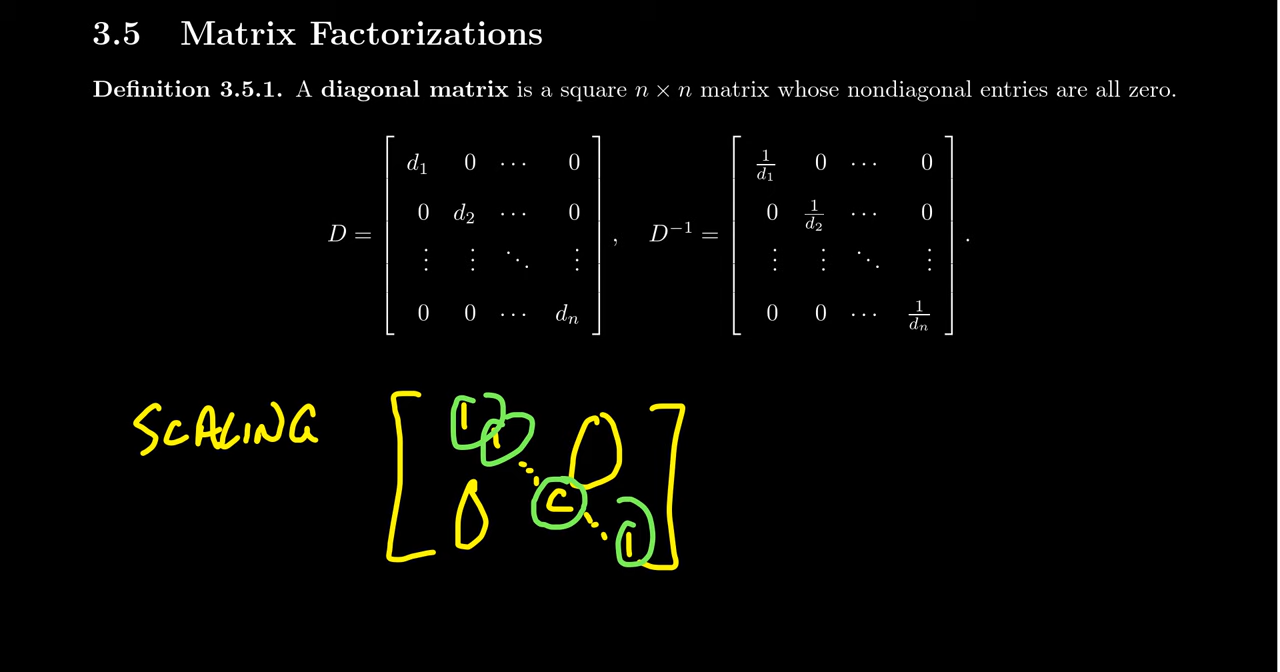 3.5 Matrix Factorizations
Definition 3.5.1. A diagonal matrix is a square n × n matrix whose nondiagonal entries are all zero.
D = [ d₁ 0 ⋯ 0
0 d₂ ⋯ 0
⋮ ⋮ ⋱ ⋮
0 0 ⋯ dₙ ] ,
D⁻¹ = [ 1/d₁ 0 ⋯ 0
0 1/d₂ ⋯ 0
⋮ ⋮ ⋱ ⋮
0 0 ⋯ 1/dₙ ] .
SCALING [ 1
1 0
⋱
0 c
⋱
1 ]